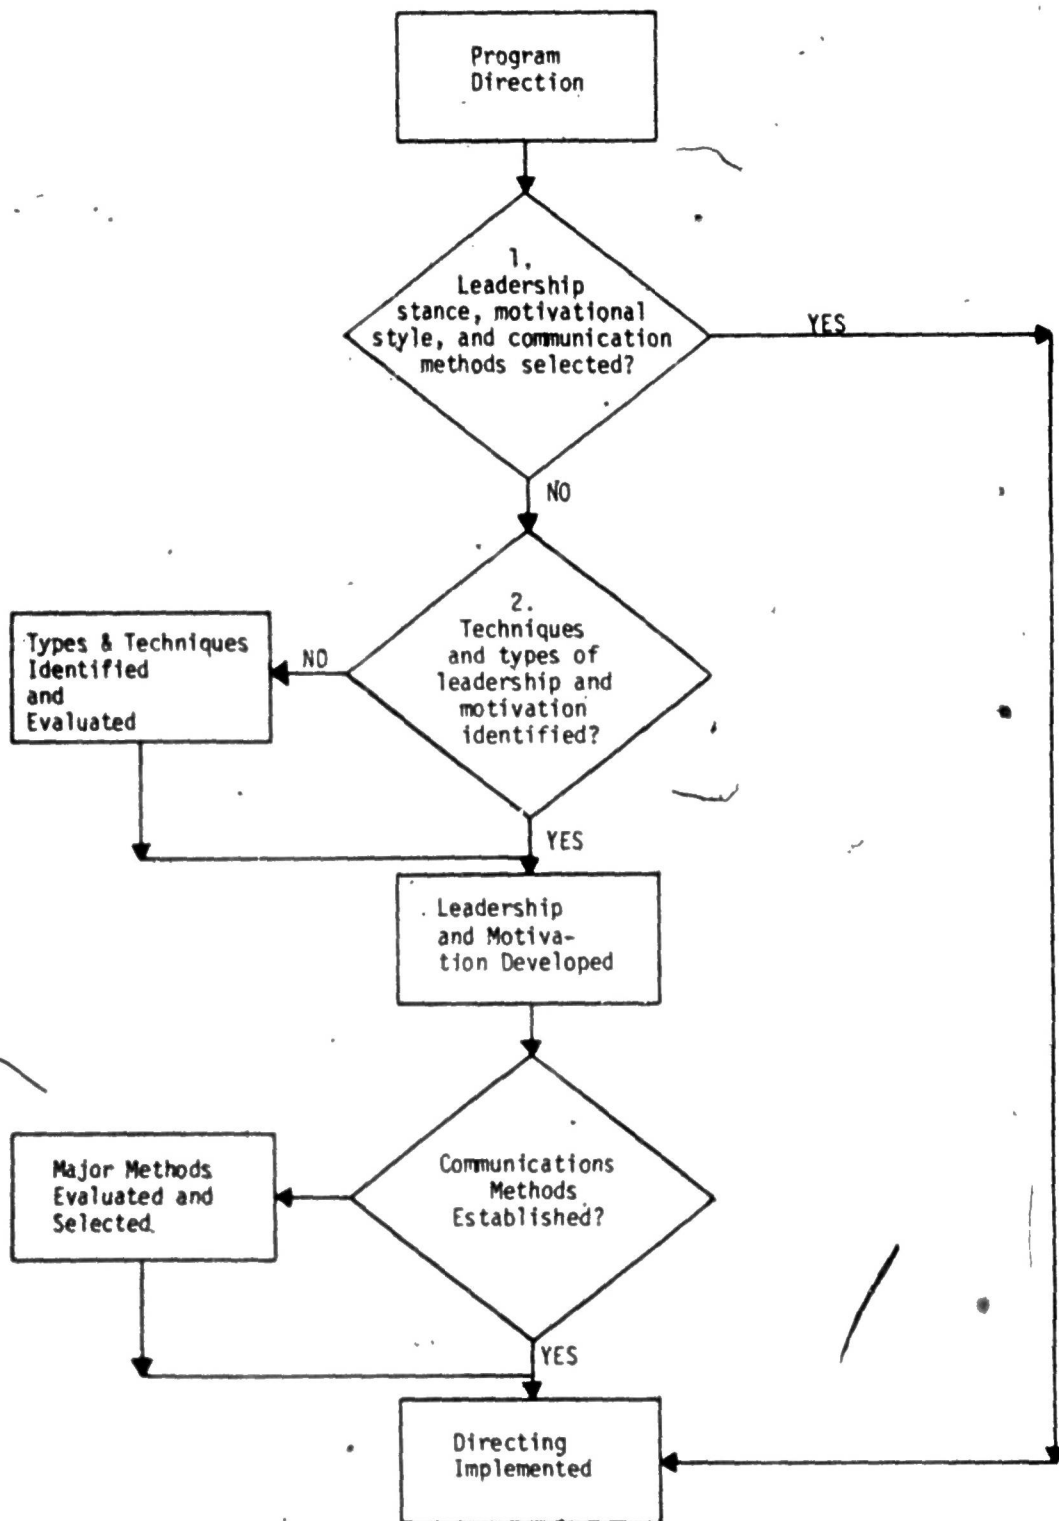 Program
Direction
1.
Leadership
stance, motivational
style, and communication
methods selected?
YES
NO
2.
Techniques
and types of
leadership and
motivation
identified?
NO
Types & Techniques
Identified
and
Evaluated
YES
Leadership
and Motiva-
tion Developed
Communications
Methods
Established?
Major Methods
Evaluated and
Selected.
YES
Directing
Implemented